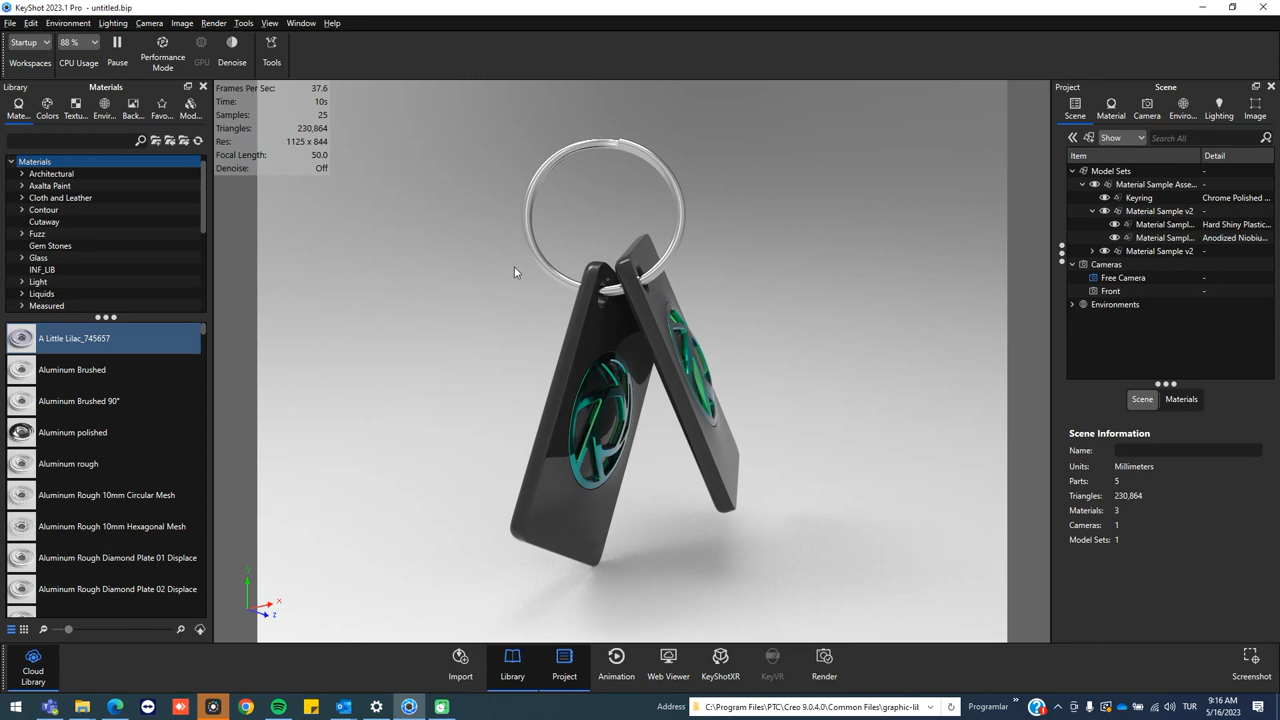 KeyShot 2023.1 Pro - untitled.bip
File Edit Environment Lighting Camera Image Render Tools View Window Help
Startup 88 %
Workspaces CPU Usage Pause Performance Mode GPU Denoise Tools
Library Materials
Mate... Colors Textu... Envir... Back... Favo... Mod...
Materials
Architectural
Axalta Paint
Cloth and Leather
Contour
Cutaway
Fuzz
Gem Stones
Glass
INF_LIB
Light
Liquids
Measured
A Little Lilac_745657
Aluminum Brushed
Aluminum Brushed 90°
Aluminum polished
Aluminum rough
Aluminum Rough 10mm Circular Mesh
Aluminum Rough 10mm Hexagonal Mesh
Aluminum Rough Diamond Plate 01 Displace
Aluminum Rough Diamond Plate 02 Displace
Frames Per Sec: 37.6
Time: 10s
Samples: 25
Triangles: 230,864
Res: 1125 x 844
Focal Length: 50.0
Denoise: Off
y
x
z
Project Scene
Scene Material Camera Enviro... Lighting Image
Show Search All
Item Detail
Model Sets -
Material Sample Asse... -
Keyring Chrome Polished ...
Material Sample v2 -
Material Sampl... Hard Shiny Plastic...
Material Sampl... Anodized Niobiu...
Material Sample v2 -
Cameras -
Free Camera -
Front -
Environments -
Scene Materials
Scene Information
Name:
Units: Millimeters
Parts: 5
Triangles: 230,864
Materials: 3
Cameras: 1
Model Sets: 1
Cloud Library Import Library Project Animation Web Viewer KeyShotXR KeyVR Render Screenshot
Address C:\Program Files\PTC\Creo 9.0.4.0\Common Files\graphic-lil Programlar » TUR 9:16 AM
5/16/2023